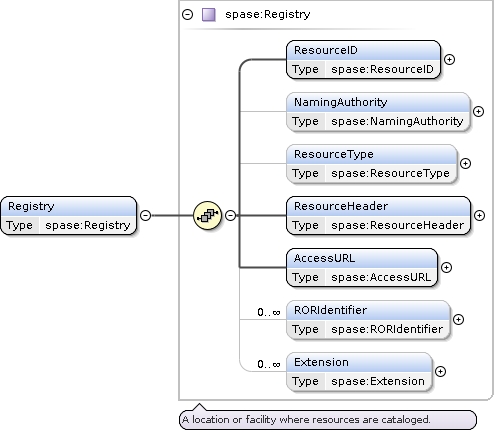 spase:Registry
ResourceID
Type spase:ResourceID
NamingAuthority
Type spase:NamingAuthority
ResourceType
Type spase:ResourceType
Registry
Type spase:Registry
ResourceHeader
Type spase:ResourceHeader
AccessURL
Type spase:AccessURL
0..∞
RORIdentifier
Type spase:RORIdentifier
0..∞
Extension
Type spase:Extension
A location or facility where resources are cataloged.